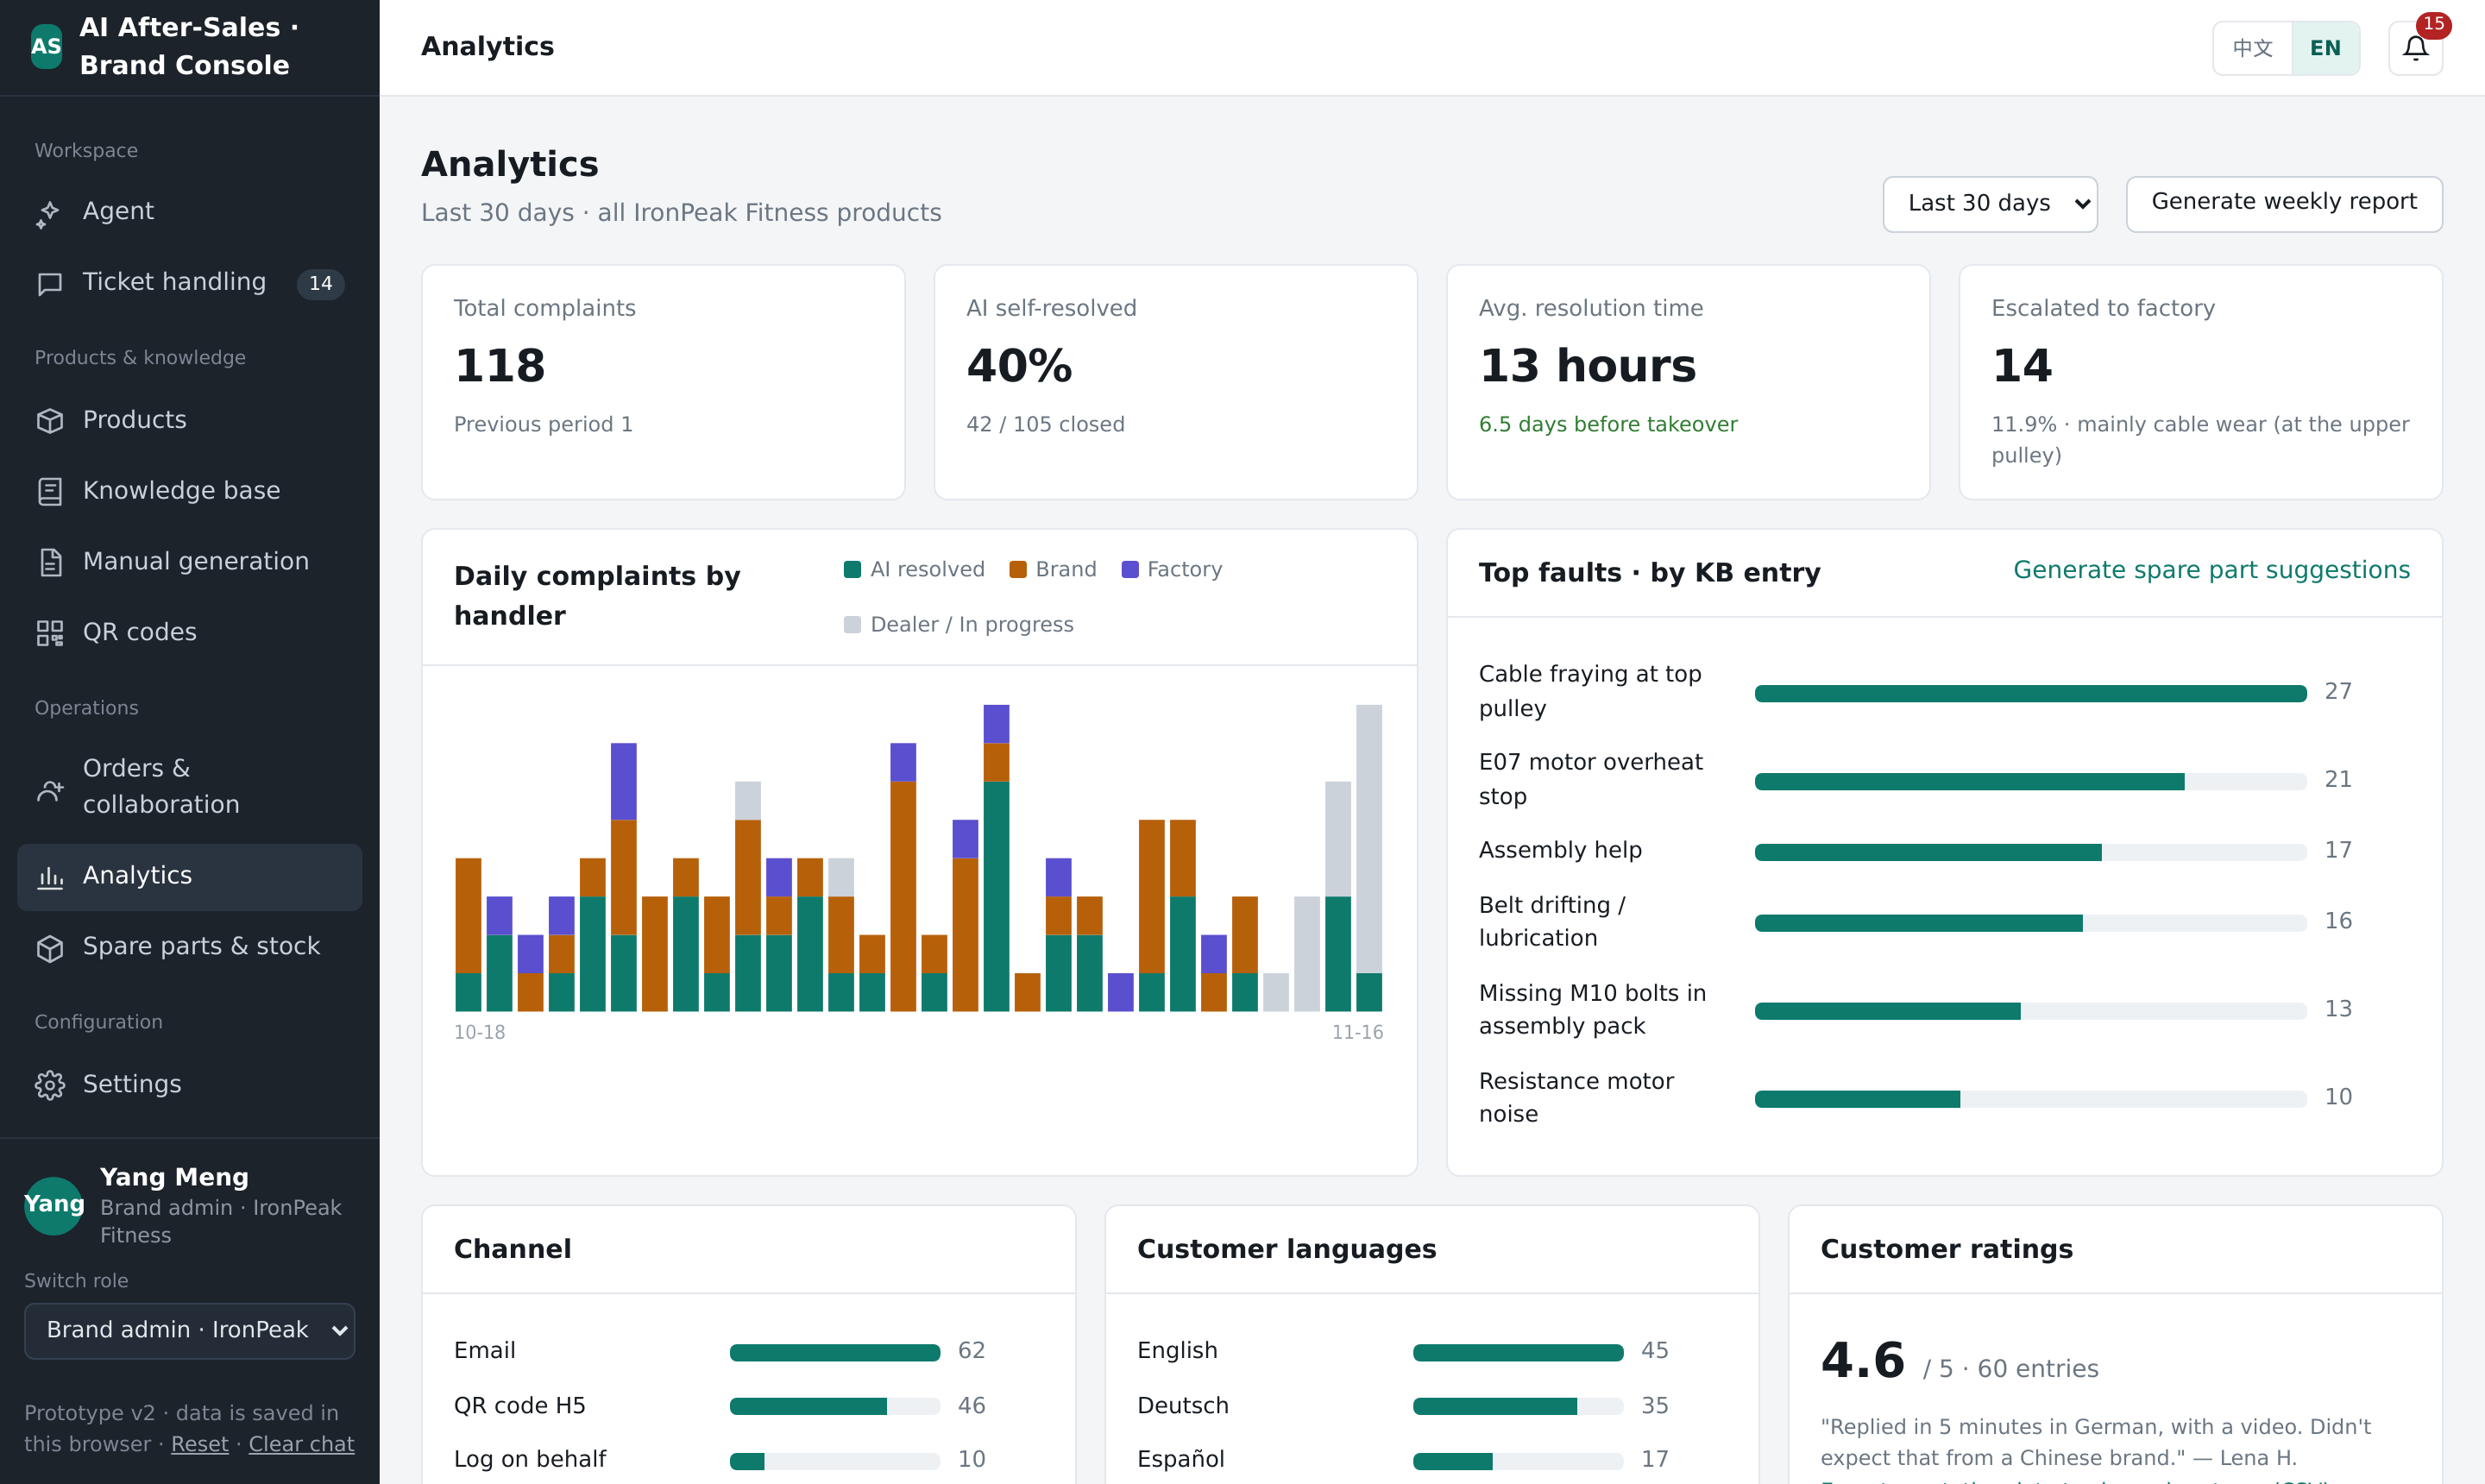 AS
AI After-Sales ·
Brand Console
Workspace
Agent
Ticket handling 14
Products & knowledge
Products
Knowledge base
Manual generation
QR codes
Operations
Orders &
collaboration
Analytics
Spare parts & stock
Configuration
Settings
Yang
Yang Meng
Brand admin · IronPeak
Fitness
Switch role
Brand admin · IronPeak
Prototype v2 · data is saved in
this browser · Reset · Clear chat
Analytics
中文 EN
15
Analytics
Last 30 days · all IronPeak Fitness products
Last 30 days
Generate weekly report
Total complaints
118
Previous period 1
AI self-resolved
40%
42 / 105 closed
Avg. resolution time
13 hours
6.5 days before takeover
Escalated to factory
14
11.9% · mainly cable wear (at the upper
pulley)
Daily complaints by
handler
AI resolved Brand Factory
Dealer / In progress
10-18 11-16
Top faults · by KB entry
Generate spare part suggestions
Cable fraying at top
pulley
27
E07 motor overheat
stop
21
Assembly help 17
Belt drifting /
lubrication
16
Missing M10 bolts in
assembly pack
13
Resistance motor
noise
10
Channel
Email 62
QR code H5 46
Log on behalf 10
Customer languages
English 45
Deutsch 35
Español 17
Customer ratings
4.6 / 5 · 60 entries
"Replied in 5 minutes in German, with a video. Didn't
expect that from a Chinese brand." — Lena H.